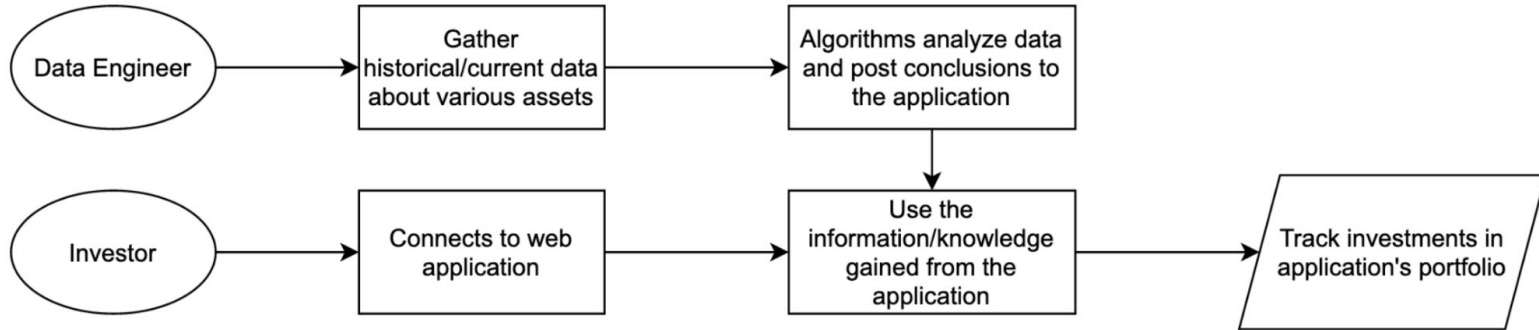 Data Engineer
Gather
historical/current data
about various assets
Algorithms analyze data
and post conclusions to
the application
Investor
Connects to web
application
Use the
information/knowledge
gained from the
application
Track investments in
application's portfolio